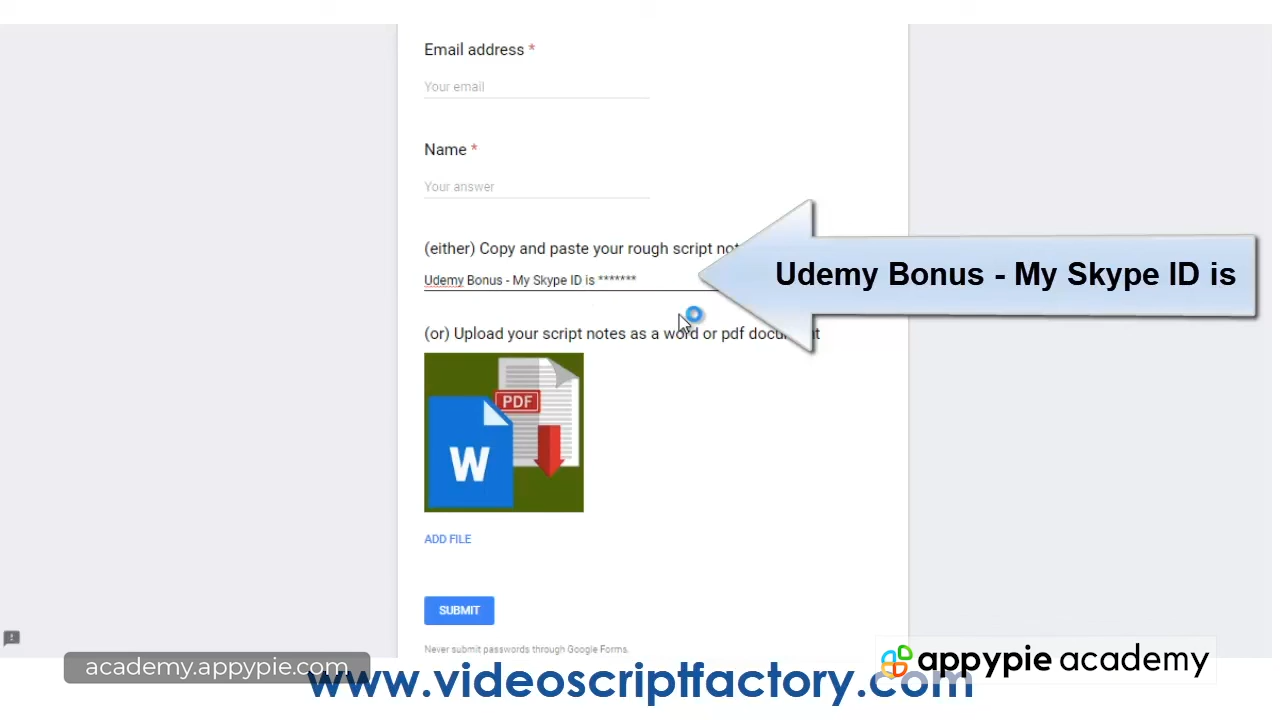 Email address *
Your email
Name *
Your answer
(either) Copy and paste your rough script
Udemy Bonus - My Skype ID is *******
Udemy Bonus - My Skype ID is
(or) Upload your script notes as a word or pdf document
PDF
W
ADD FILE
SUBMIT
Never submit passwords through Google Forms.
academy.appypie.com
www.videoscriptfactory.com
appypie academy